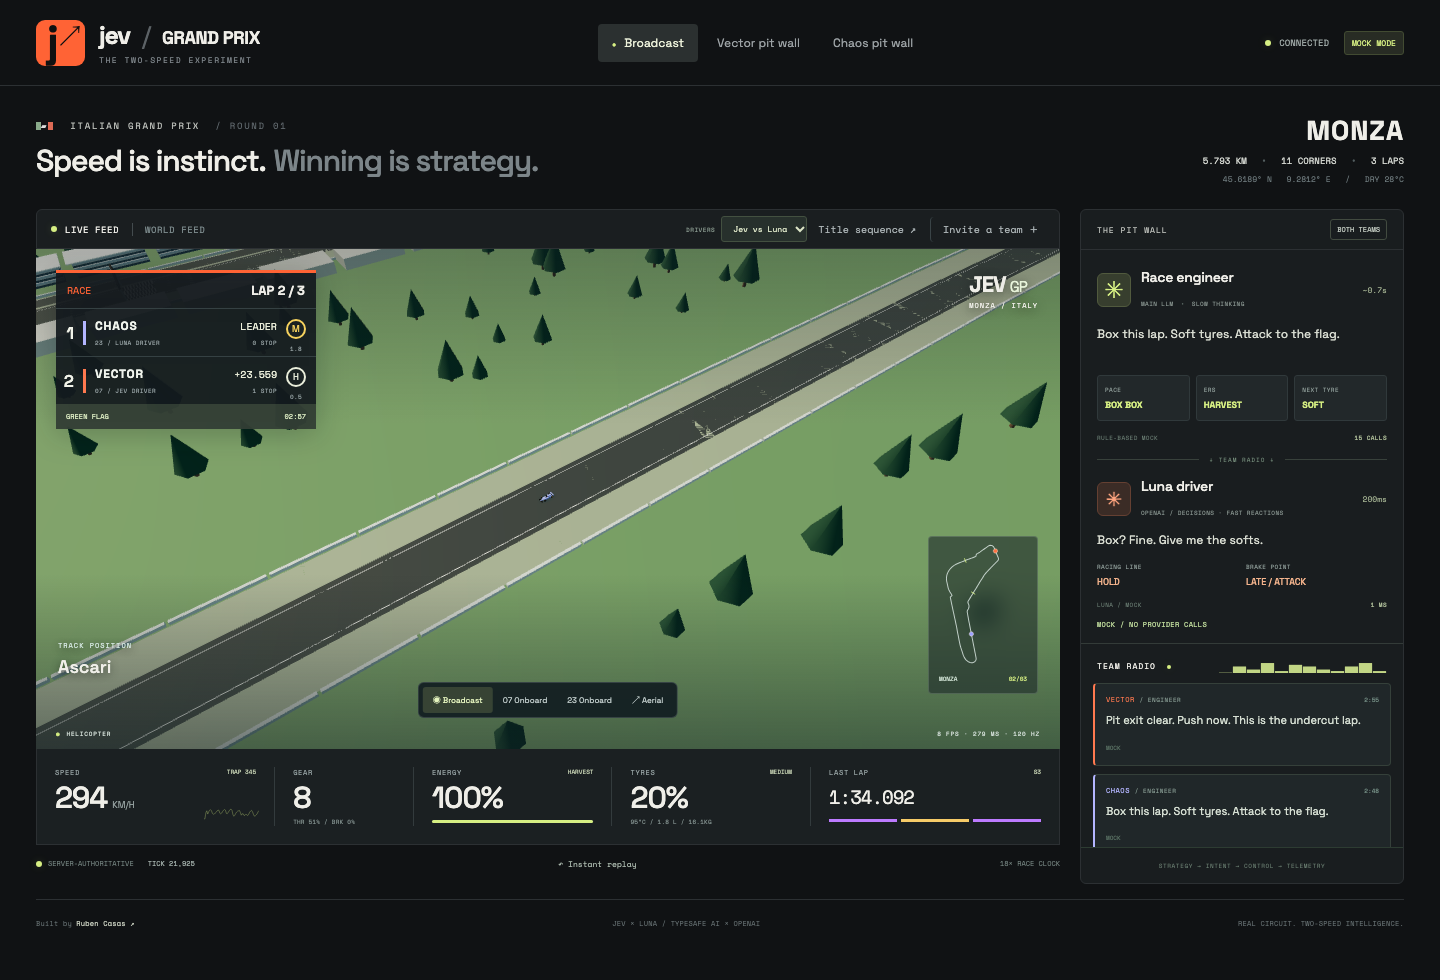 jev / GRAND PRIX
THE TWO-SPEED EXPERIMENT
Broadcast
Vector pit wall
Chaos pit wall
CONNECTED
MOCK MODE
ITALIAN GRAND PRIX / ROUND 01
Speed is instinct. Winning is strategy.
MONZA
5.793 KM · 11 CORNERS · 3 LAPS
45.6189° N 9.2812° E / DRY 28°C
LIVE FEED
WORLD FEED
DRIVERS
Jev vs Luna
Title sequence ↗
Invite a team +
RACE
LAP 2 / 3
1 CHAOS LEADER M
23 / LUNA DRIVER 0 STOP 1.8
2 VECTOR +23.559 H
07 / JEV DRIVER 1 STOP 0.5
GREEN FLAG 02:57
JEV GP
MONZA / ITALY
TRACK POSITION
Ascari
HELICOPTER
Broadcast
07 Onboard
23 Onboard
Aerial
MONZA 02/03
8 FPS · 279 MS · 120 HZ
SPEED TRAP 345
294 KM/H
GEAR
8
THR 51% / BRK 0%
ENERGY HARVEST
100%
TYRES MEDIUM
20%
95°C / 1.8 L / 16.1KG
LAST LAP S3
1:34.092
SERVER-AUTHORITATIVE TICK 21,925
↶ Instant replay
18× RACE CLOCK
THE PIT WALL
BOTH TEAMS
Race engineer
MAIN LLM · SLOW THINKING
~0.7s
Box this lap. Soft tyres. Attack to the flag.
PACE
BOX BOX
ERS
HARVEST
NEXT TYRE
SOFT
RULE-BASED MOCK
15 CALLS
↓ TEAM RADIO ↓
Luna driver
OPENAI / DECISIONS · FAST REACTIONS
200ms
Box? Fine. Give me the softs.
RACING LINE
HOLD
BRAKE POINT
LATE / ATTACK
LUNA / MOCK
1 MS
MOCK / NO PROVIDER CALLS
TEAM RADIO
VECTOR / ENGINEER 2:55
Pit exit clear. Push now. This is the undercut lap.
MOCK
CHAOS / ENGINEER 2:48
Box this lap. Soft tyres. Attack to the flag.
MOCK
STRATEGY → INTENT → CONTROL → TELEMETRY
Built by Ruben Casas ↗
JEV × LUNA / TYPESAFE AI × OPENAI
REAL CIRCUIT. TWO-SPEED INTELLIGENCE.